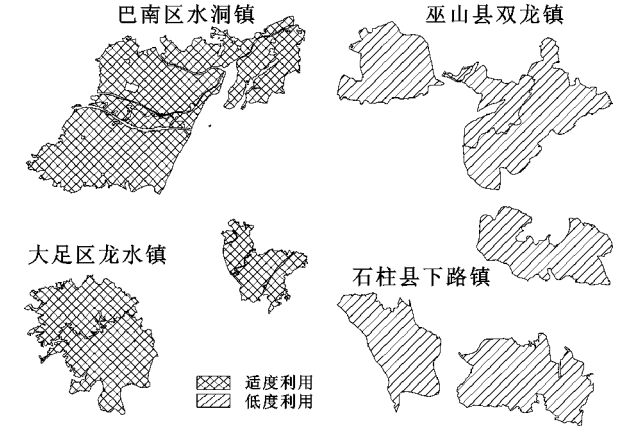 巴南区水洞镇
巫山县双龙镇
大足区龙水镇
石柱县下路镇
适度利用
低度利用